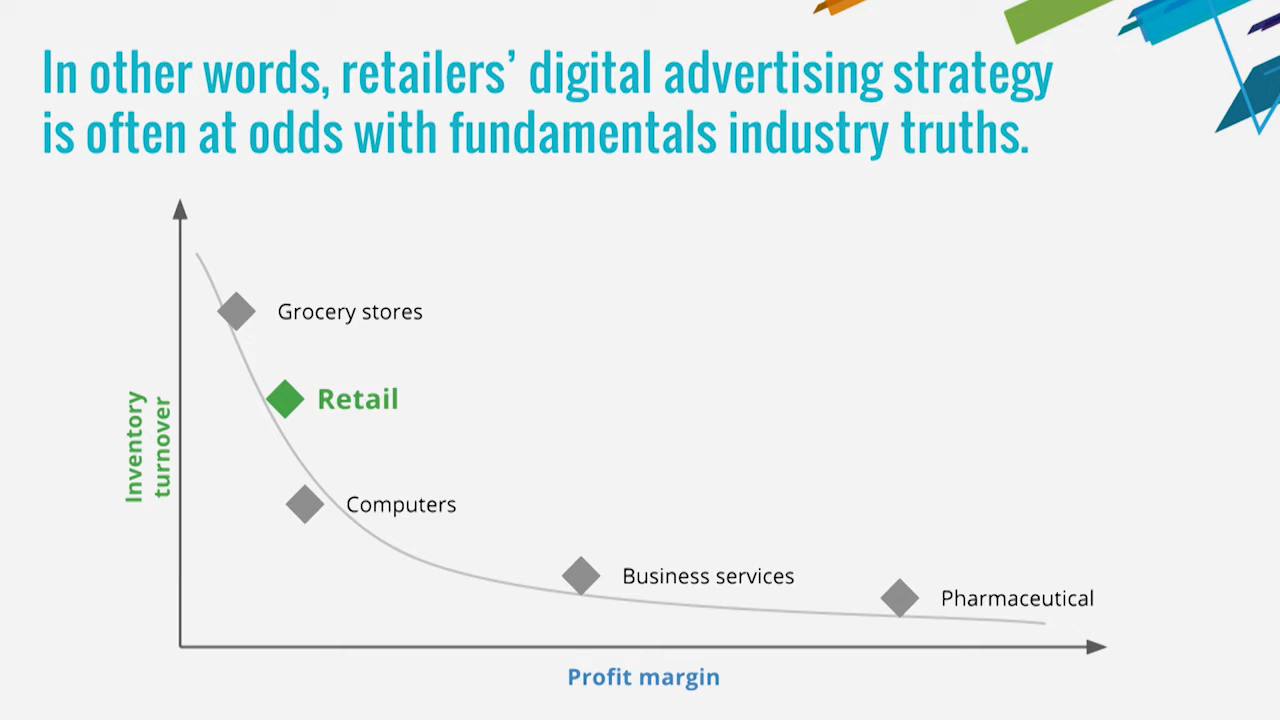 In other words, retailers’ digital advertising strategy
is often at odds with fundamentals industry truths.
Grocery stores
Retail
Inventory
turnover
Computers
Business services
Pharmaceutical
Profit margin